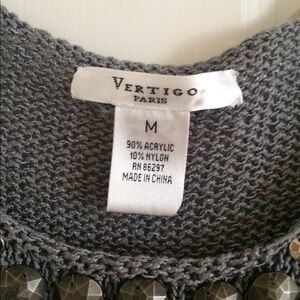 VERTIGO
PARIS
M
90% ACRYLIC
10% NYLON
RN 86297
MADE IN CHINA